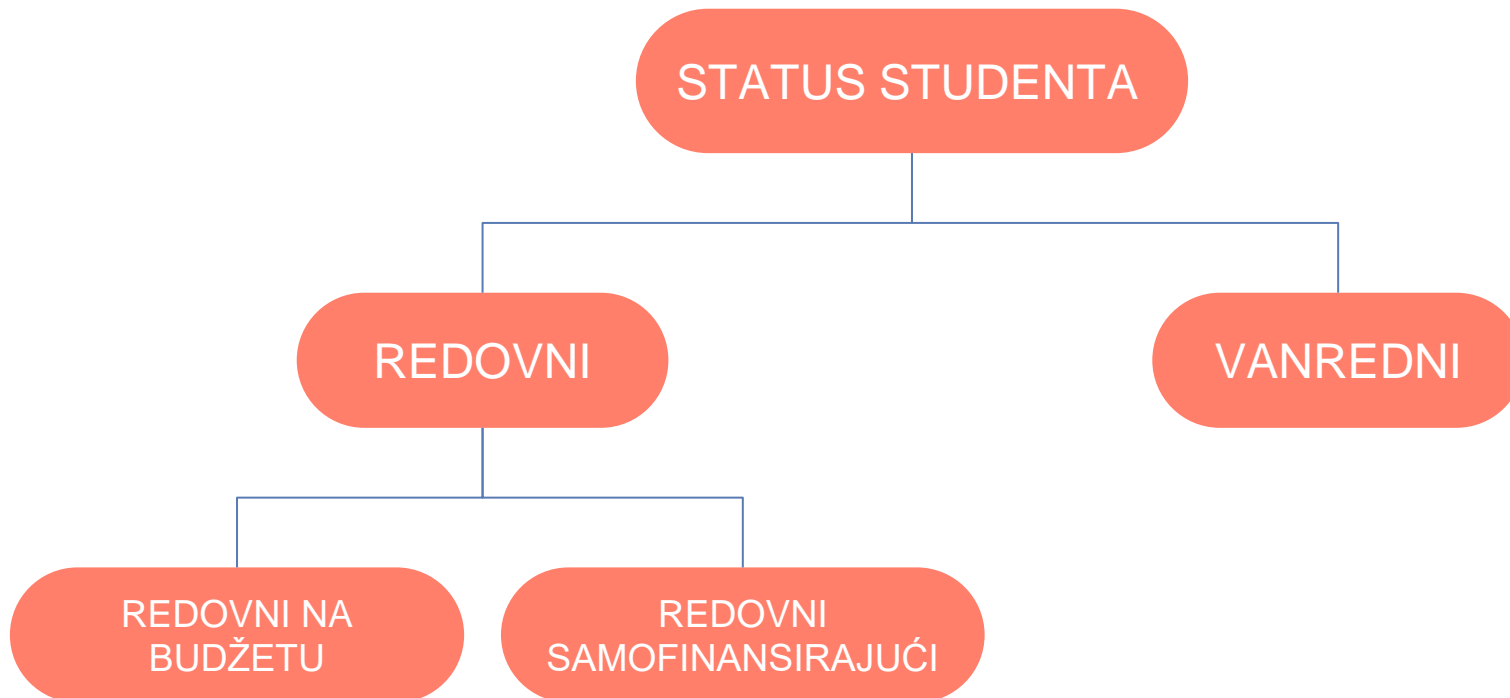 STATUS STUDENTA
REDOVNI
VANREDNI
REDOVNI NA
BUDŽETU
REDOVNI
SAMOFINANSIRAJUĆI